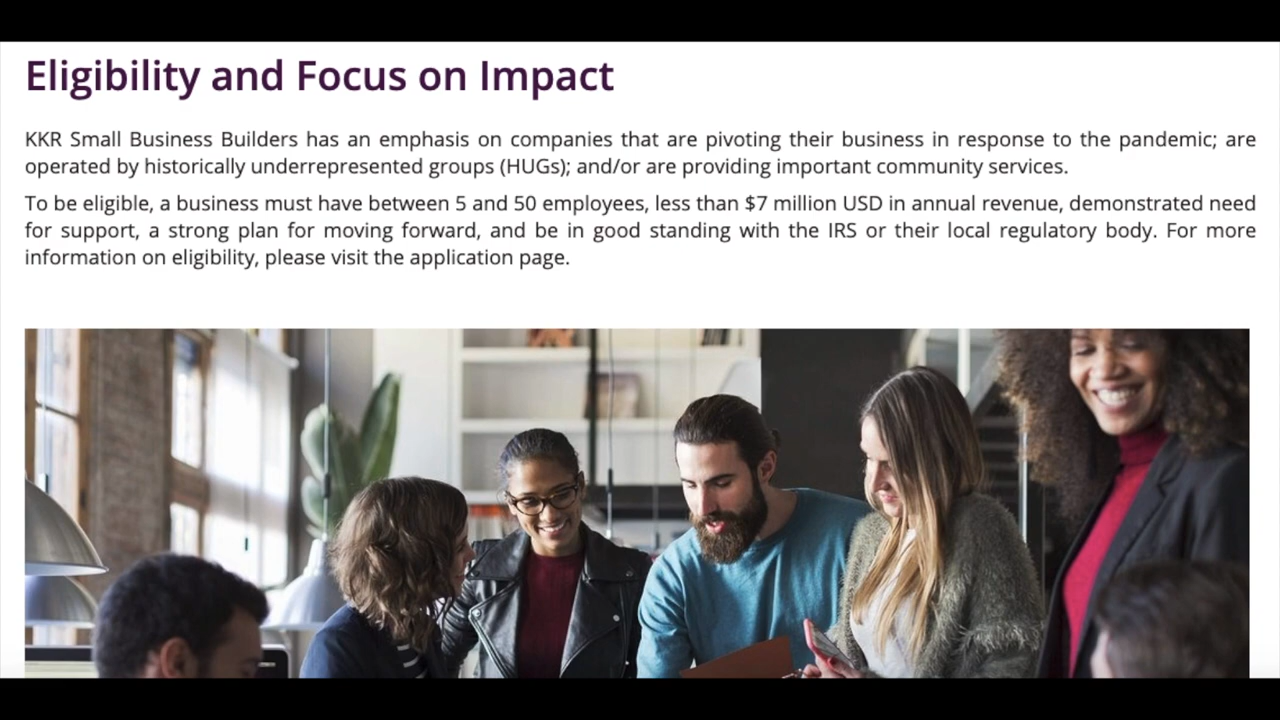 Eligibility and Focus on Impact
KKR Small Business Builders has an emphasis on companies that are pivoting their business in response to the pandemic; are
operated by historically underrepresented groups (HUGs); and/or are providing important community services.
To be eligible, a business must have between 5 and 50 employees, less than $7 million USD in annual revenue, demonstrated need
for support, a strong plan for moving forward, and be in good standing with the IRS or their local regulatory body. For more
information on eligibility, please visit the application page.